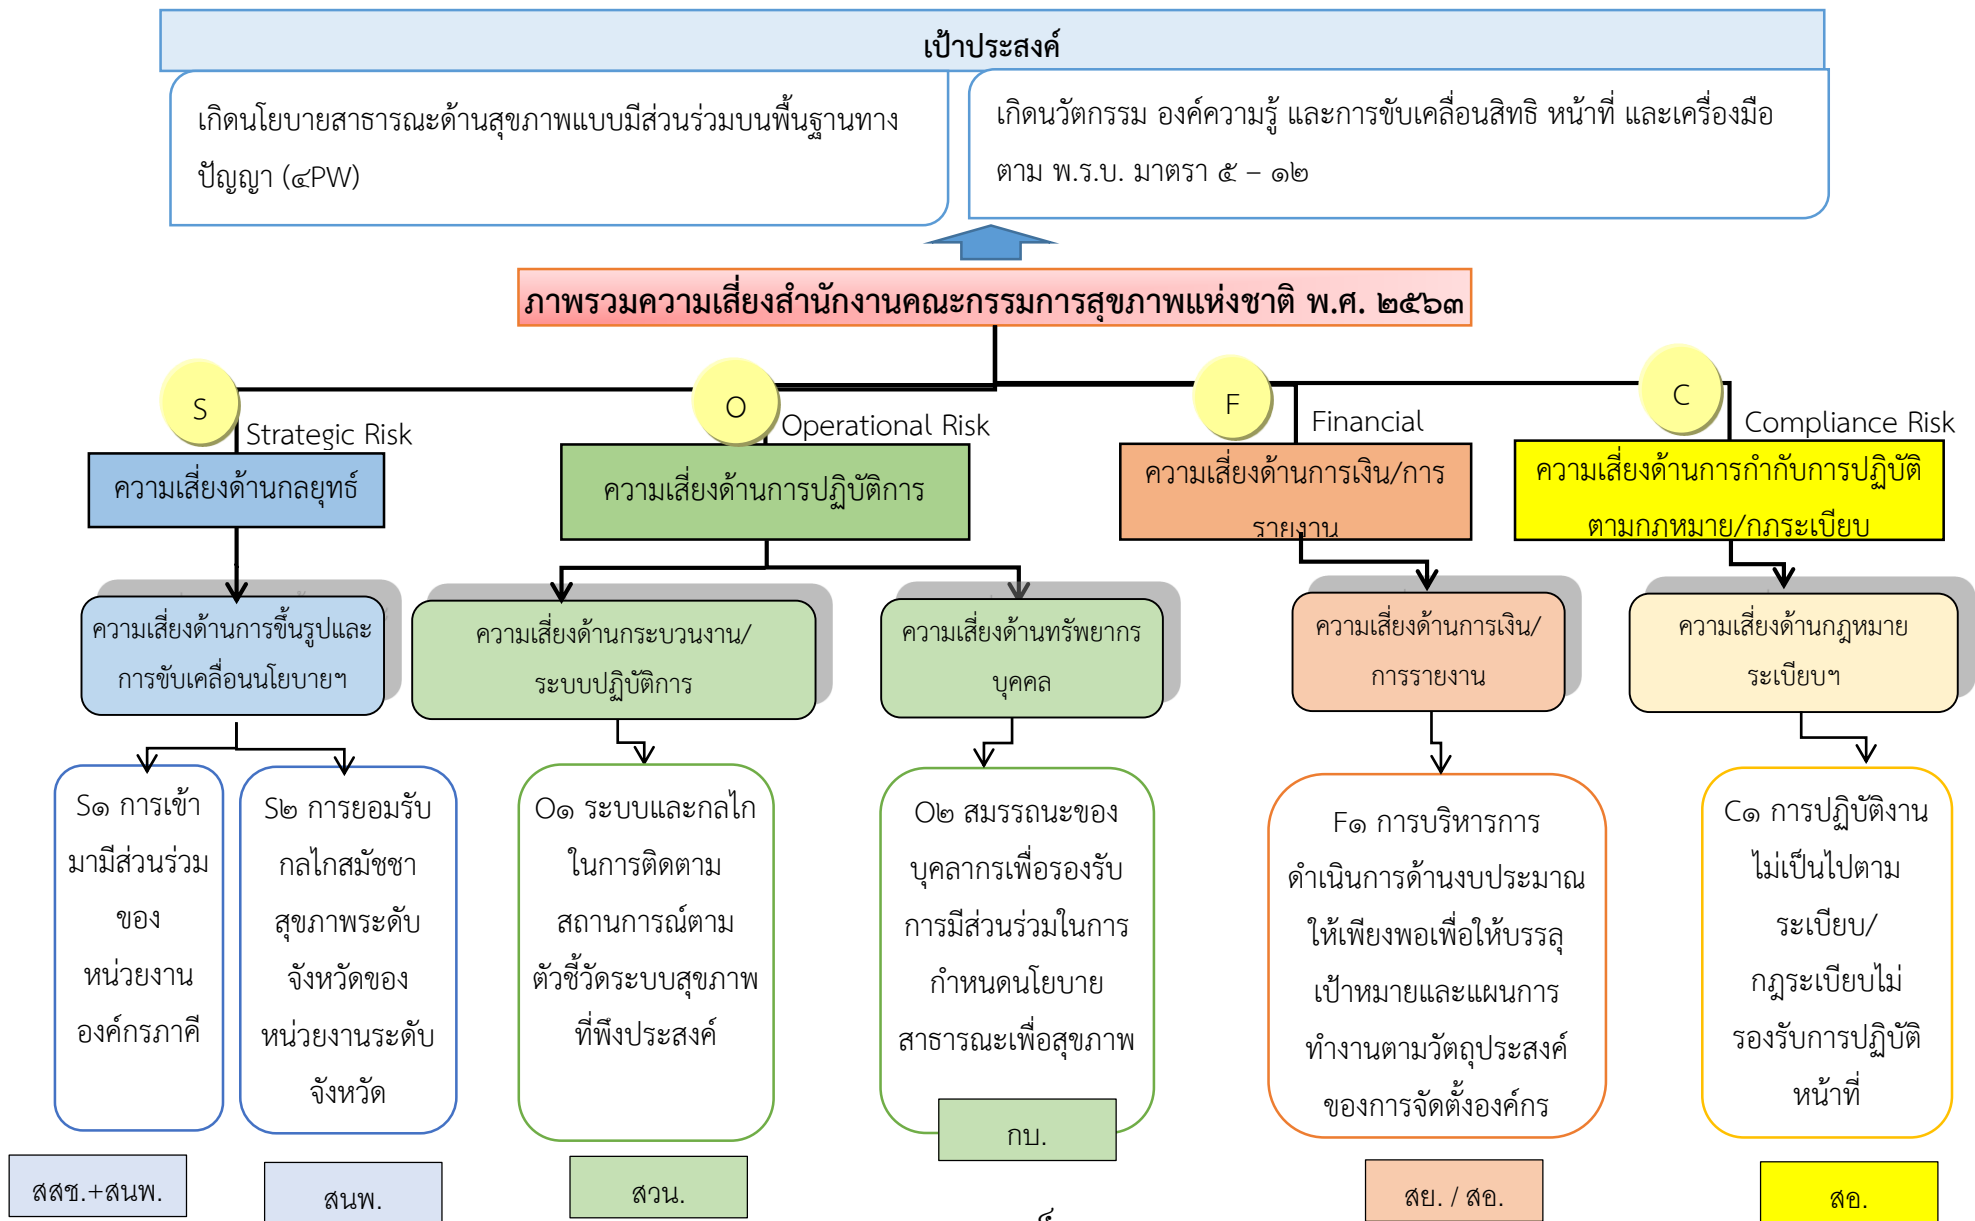 เป้าประสงค์
เกิดนโยบายสาธารณะด้านสุขภาพแบบมีส่วนร่วมบนพื้นฐานทาง
ปัญญา (๔PW)
เกิดนวัตกรรม องค์ความรู้ และการขับเคลื่อนสิทธิ หน้าที่ และเครื่องมือ
ตาม พ.ร.บ. มาตรา ๕ – ๑๒
ภาพรวมความเสี่ยงสำนักงานคณะกรรมการสุขภาพแห่งชาติ พ.ศ. ๒๕๖๓
S
Strategic Risk
ความเสี่ยงด้านกลยุทธ์
O
Operational Risk
ความเสี่ยงด้านการปฏิบัติการ
F
Financial
ความเสี่ยงด้านการเงิน/การ
รายงาน
C
Compliance Risk
ความเสี่ยงด้านการกำกับการปฏิบัติ
ตามกฎหมาย/กฎระเบียบ
ความเสี่ยงด้านการขึ้นรูปและ
การขับเคลื่อนนโยบายฯ
ความเสี่ยงด้านกระบวนงาน/
ระบบปฏิบัติการ
ความเสี่ยงด้านทรัพยากร
บุคคล
ความเสี่ยงด้านการเงิน/
การรายงาน
ความเสี่ยงด้านกฎหมาย
ระเบียบฯ
S๑ การเข้า
มามีส่วนร่วม
ของ
หน่วยงาน
องค์กรภาคี
S๒ การยอมรับ
กลไกสมัชชา
สุขภาพระดับ
จังหวัดของ
หน่วยงานระดับ
จังหวัด
O๑ ระบบและกลไก
ในการติดตาม
สถานการณ์ตาม
ตัวชี้วัดระบบสุขภาพ
ที่พึงประสงค์
O๒ สมรรถนะของ
บุคลากรเพื่อรองรับ
การมีส่วนร่วมในการ
กำหนดนโยบาย
สาธารณะเพื่อสุขภาพ
F๑ การบริหารการ
ดำเนินการด้านงบประมาณ
ให้เพียงพอเพื่อให้บรรลุ
เป้าหมายและแผนการ
ทำงานตามวัตถุประสงค์
ของการจัดตั้งองค์กร
C๑ การปฏิบัติงาน
ไม่เป็นไปตาม
ระเบียบ/
กฎระเบียบไม่
รองรับการปฏิบัติ
หน้าที่
สสช.+สนพ.
สนพ.
สวน.
กบ.
สย. / สอ.
สอ.